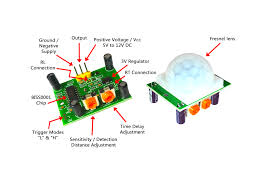 Output
Ground /
Negative
Supply
Positive Voltage / Vcc
5V to 12V DC
Fresnel lens
RL
Connection
3V Regulator
RT Connection
BISS0001
Chip
Trigger Modes
"L" & "H"
Time Delay
Adjustment
Sensitivity / Detection
Distance Adjustment